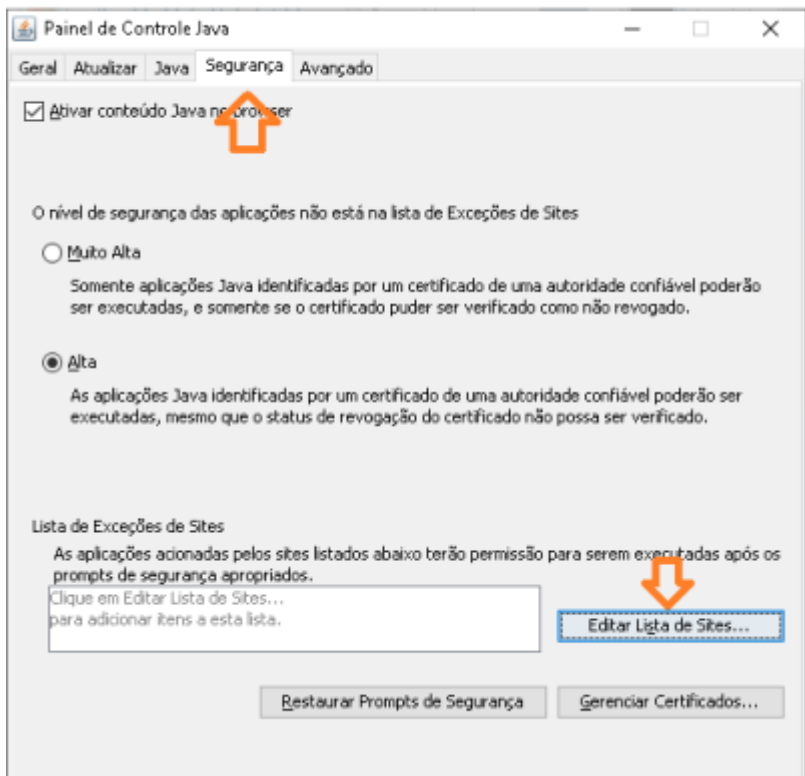 Painel de Controle Java
Geral Atualizar Java Segurança Avançado
Ativar conteúdo Java no browser
O nível de segurança das aplicações não está na lista de Exceções de Sites
Muito Alta
Somente aplicações Java identificadas por um certificado de uma autoridade confiável poderão
ser executadas, e somente se o certificado puder ser verificado como não revogado.
Alta
As aplicações Java identificadas por um certificado de uma autoridade confiável poderão ser
executadas, mesmo que o status de revogação do certificado não possa ser verificado.
Lista de Exceções de Sites
As aplicações acionadas pelos sites listados abaixo terão permissão para serem executadas após os
prompts de segurança apropriados.
Clique em Editar Lista de Sites...
para adicionar itens a esta lista.
Editar Lista de Sites...
Restaurar Prompts de Segurança Gerenciar Certificados...